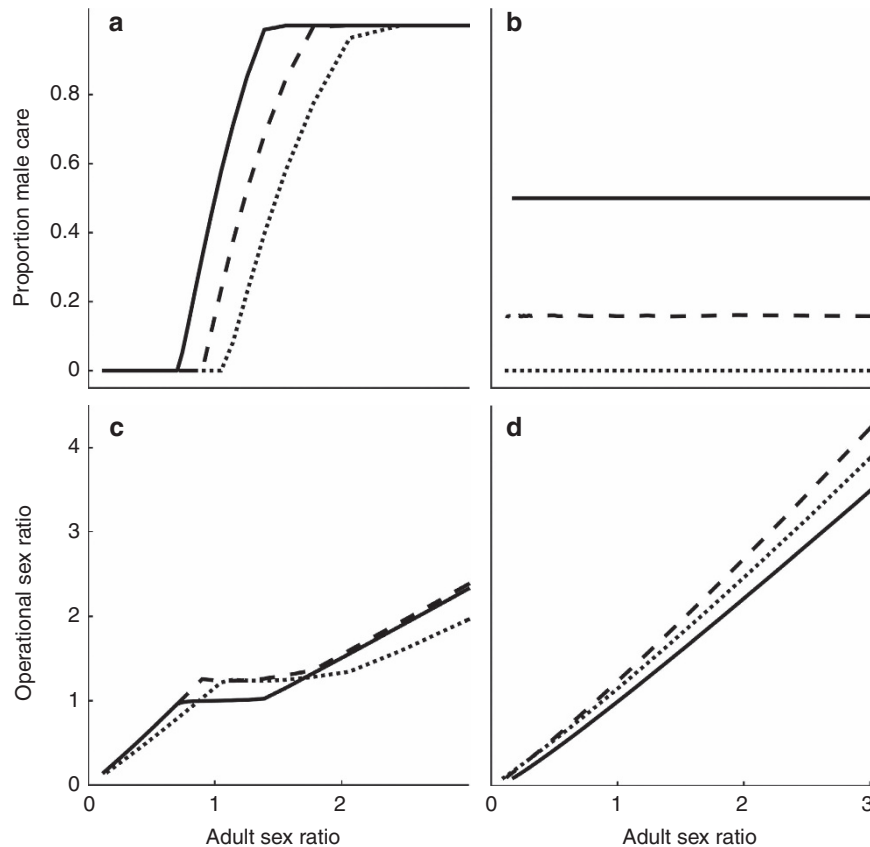 a
b
Proportion male care
0.8
0.6
0.4
0.2
0
c
d
Operational sex ratio
4
3
2
1
0
0 1 2
0 1 2 3
Adult sex ratio
Adult sex ratio